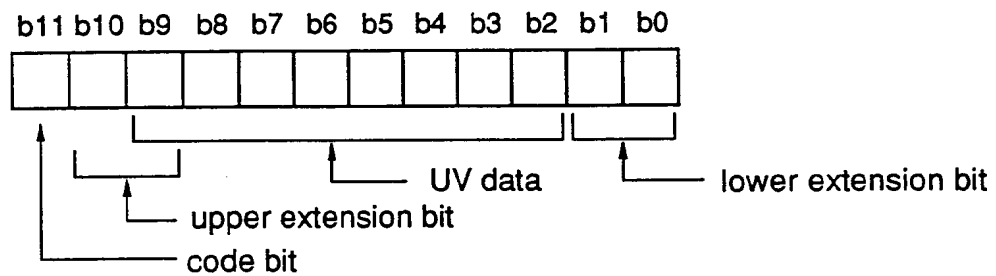 b11 b10 b9 b8 b7 b6 b5 b4 b3 b2 b1 b0
UV data
lower extension bit
upper extension bit
code bit